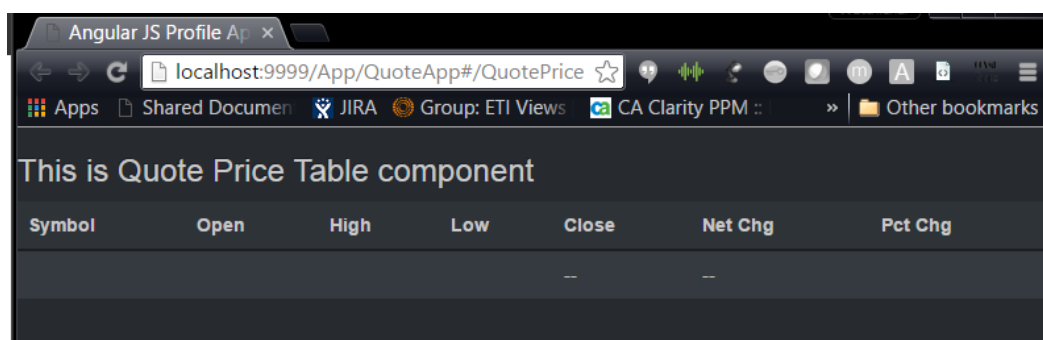 Angular JS Profile Ap ×
localhost:9999/App/QuoteApp#/QuotePrice
Apps Shared Documen JIRA Group: ETI Views ca CA Clarity PPM :: » Other bookmarks
This is Quote Price Table component
Symbol Open High Low Close Net Chg Pct Chg
-- --